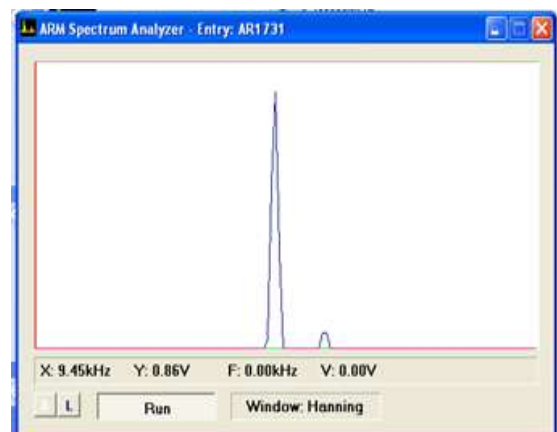 ARM Spectrum Analyzer - Entry: AR1731
X: 9.45kHz Y: 0.86V F: 0.00kHz V: 0.00V
L Run Window: Hanning